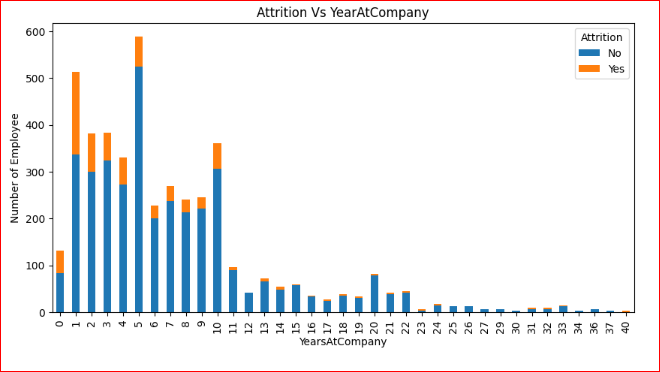 Attrition Vs YearAtCompany
600
500
400
300
200
100
0
Number of Employee
Attrition
No
Yes
0 1 2 3 4 5 6 7 8 9 10 11 12 13 14 15 16 17 18 19 20 21 22 23 24 25 26 27 29 30 31 32 33 34 36 37 40
YearsAtCompany